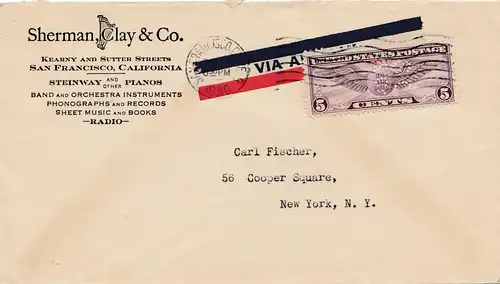 Sherman, Clay & Co.
KEARNY AND SUTTER STREETS
SAN FRANCISCO, CALIFORNIA
STEINWAY AND OTHER PIANOS
BAND AND ORCHESTRA INSTRUMENTS
PHONOGRAPHS AND RECORDS
SHEET MUSIC AND BOOKS
—RADIO—
VIA
UNITED STATES POSTAGE
5 CENTS 5
Carl Fischer,
56 Cooper Square,
New York, N. Y.